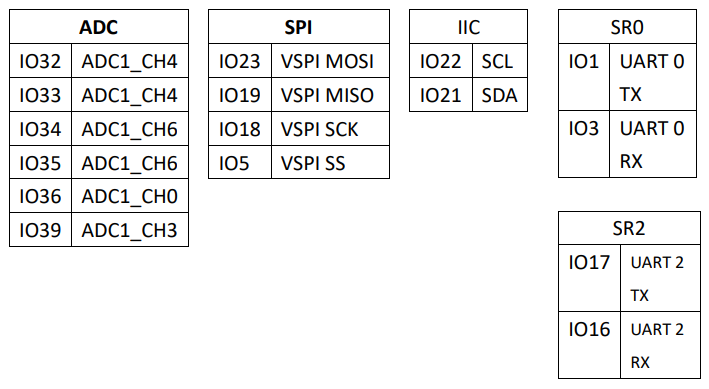 ADC
IO32 ADC1_CH4
IO33 ADC1_CH4
IO34 ADC1_CH6
IO35 ADC1_CH6
IO36 ADC1_CH0
IO39 ADC1_CH3
SPI
IO23 VSPI MOSI
IO19 VSPI MISO
IO18 VSPI SCK
IO5 VSPI SS
IIC
IO22 SCL
IO21 SDA
SR0
IO1 UART 0
TX
IO3 UART 0
RX
SR2
IO17 UART 2
TX
IO16 UART 2
RX